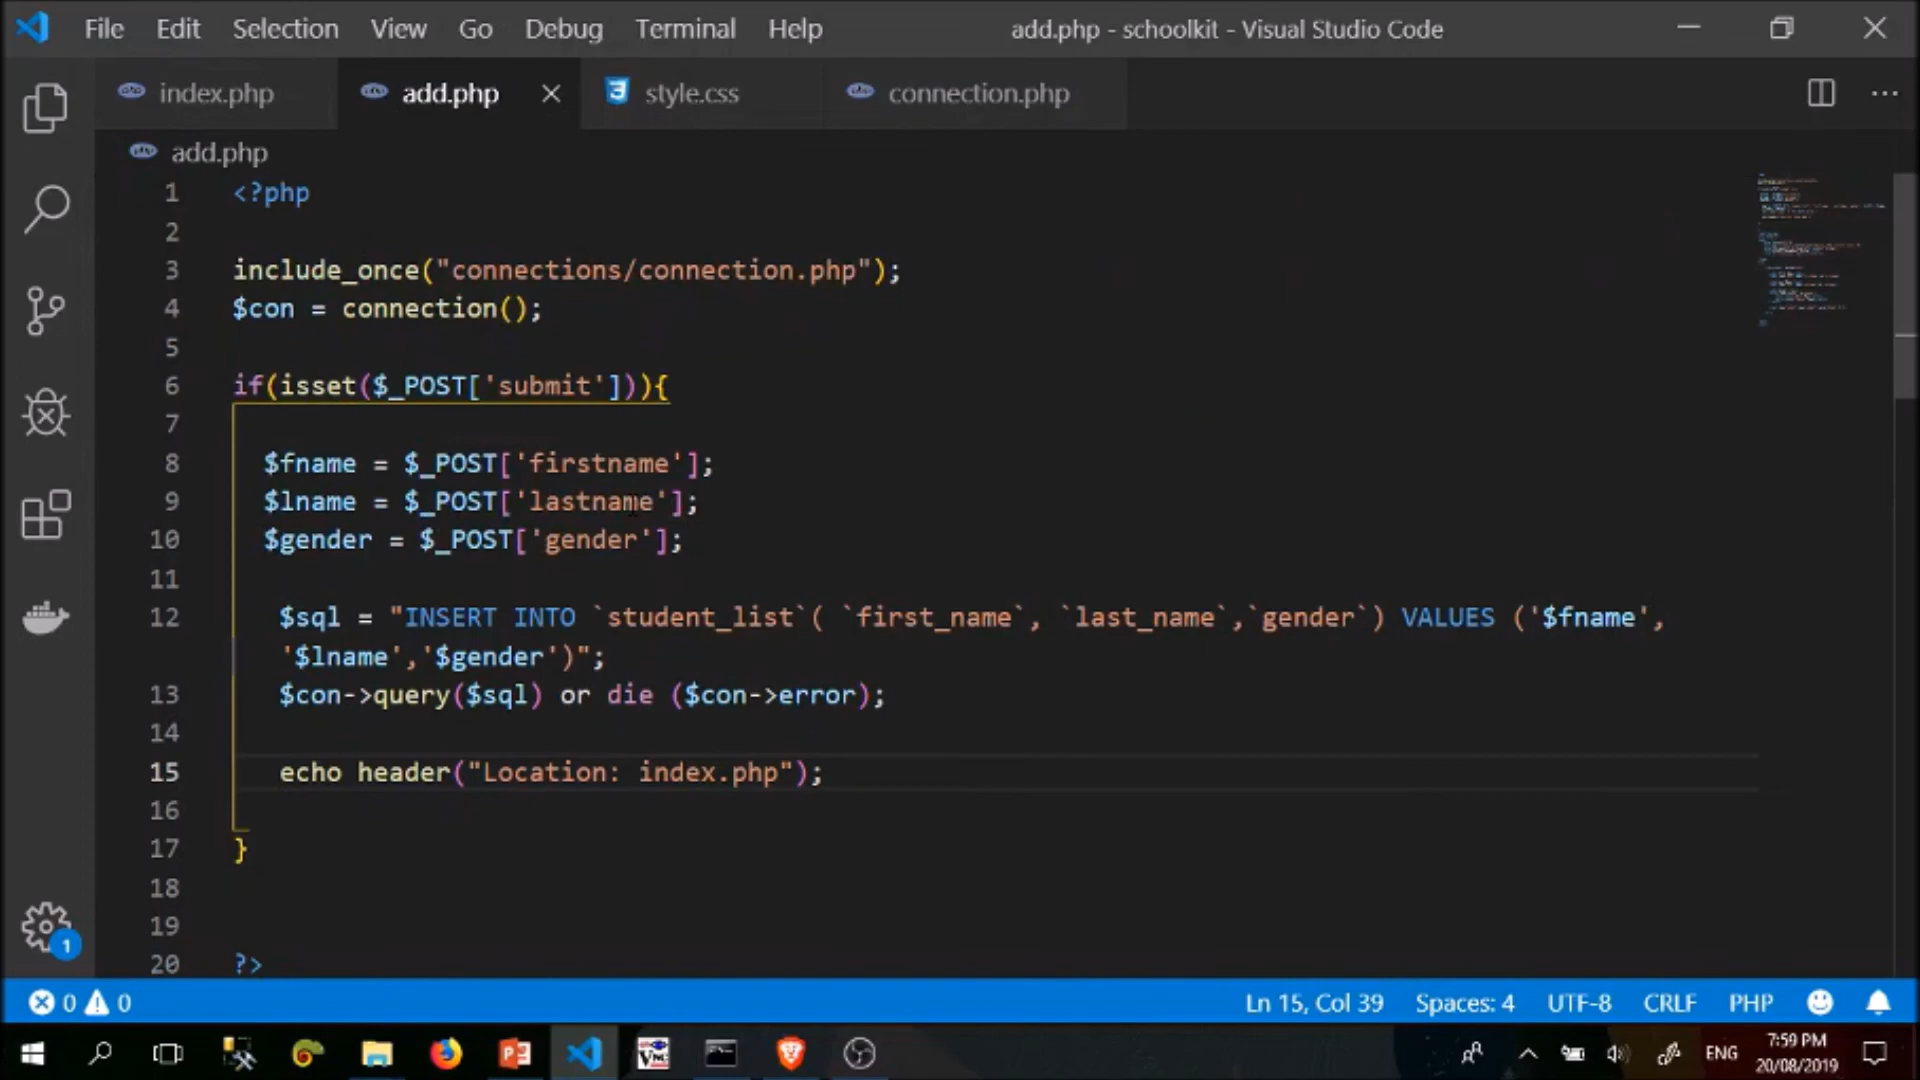 File Edit Selection View Go Debug Terminal Help add.php - schoolkit - Visual Studio Code
index.php add.php style.css connection.php
add.php
1 <?php
2
3 include_once("connections/connection.php");
4 $con = connection();
5
6 if(isset($_POST['submit'])){
7
8 $fname = $_POST['firstname'];
9 $lname = $_POST['lastname'];
10 $gender = $_POST['gender'];
11
12 $sql = "INSERT INTO `student_list`( `first_name`, `last_name`,`gender`) VALUES ('$fname',
'$lname','$gender')";
13 $con->query($sql) or die ($con->error);
14
15 echo header("Location: index.php");
16
17 }
18
19
20 ?>
1
0 0 Ln 15, Col 39 Spaces: 4 UTF-8 CRLF PHP
ENG 7:59 PM
20/08/2019